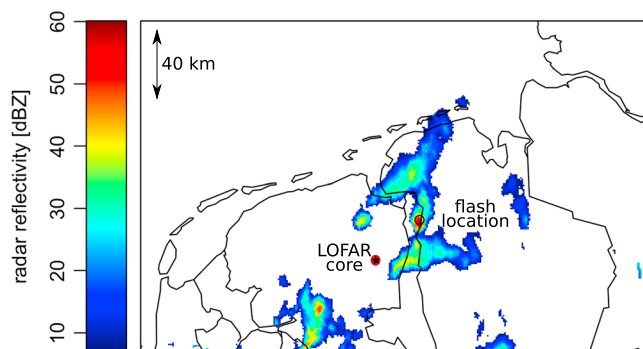 60
50
40
30
20
10
radar reflectivity [dBZ]
40 km
flash
location
LOFAR
core